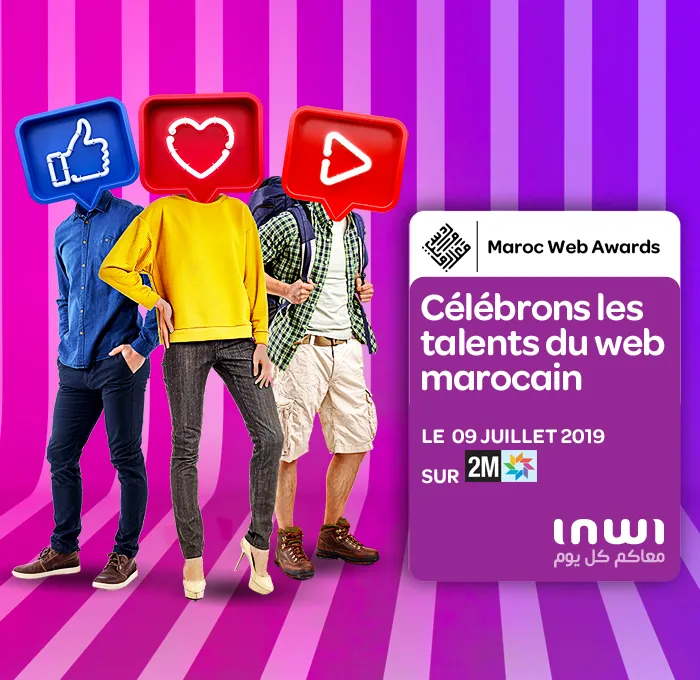 Maroc Web Awards
Célébrons les
talents du web
marocain
LE 09 JUILLET 2019
SUR 2M
inwi
معاكم كل يوم